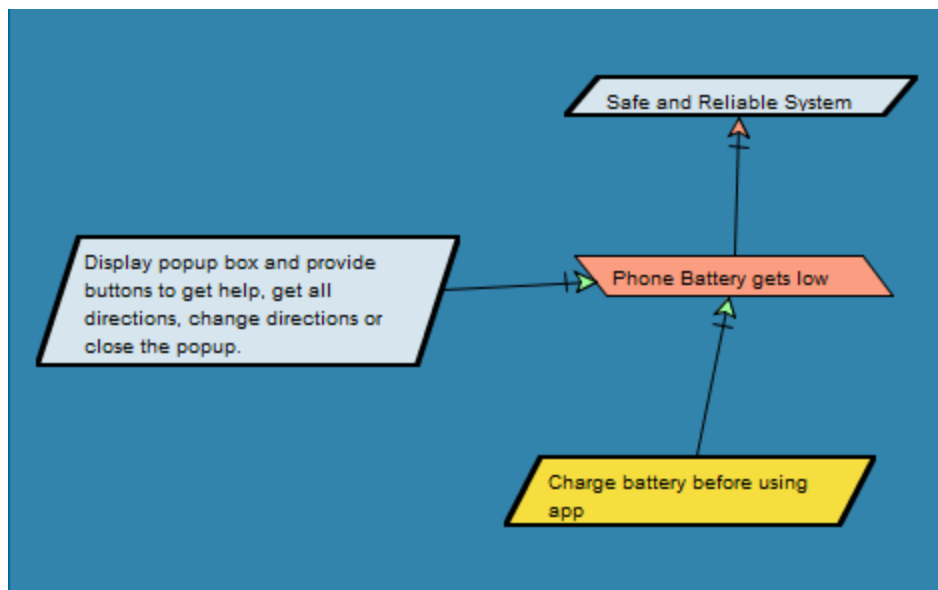 Safe and Reliable System
Display popup box and provide
buttons to get help, get all
directions, change directions or
close the popup.
Phone Battery gets low
Charge battery before using
app